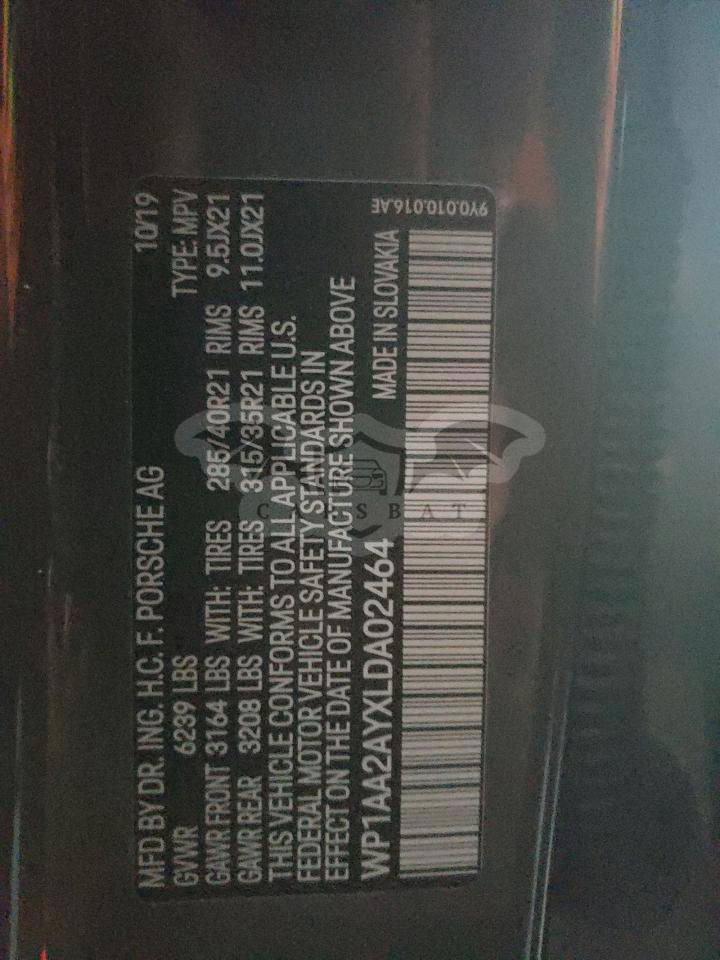 MFD BY DR. ING. H.C. F. PORSCHE AG 10/19
GVWR 6239 LBS TYPE: MPV
GAWR FRONT 3164 LBS WITH: TIRES 285/40R21 RIMS 9.5JX21
GAWR REAR 3208 LBS WITH: TIRES 315/35R21 RIMS 11.0JX21
THIS VEHICLE CONFORMS TO ALL APPLICABLE U.S.
FEDERAL MOTOR VEHICLE SAFETY STANDARDS IN
EFFECT ON THE DATE OF MANUFACTURE SHOWN ABOVE
WP1AA2AYXLDA02464 MADE IN SLOVAKIA
9Y0.010.016.AE
CARSBAT